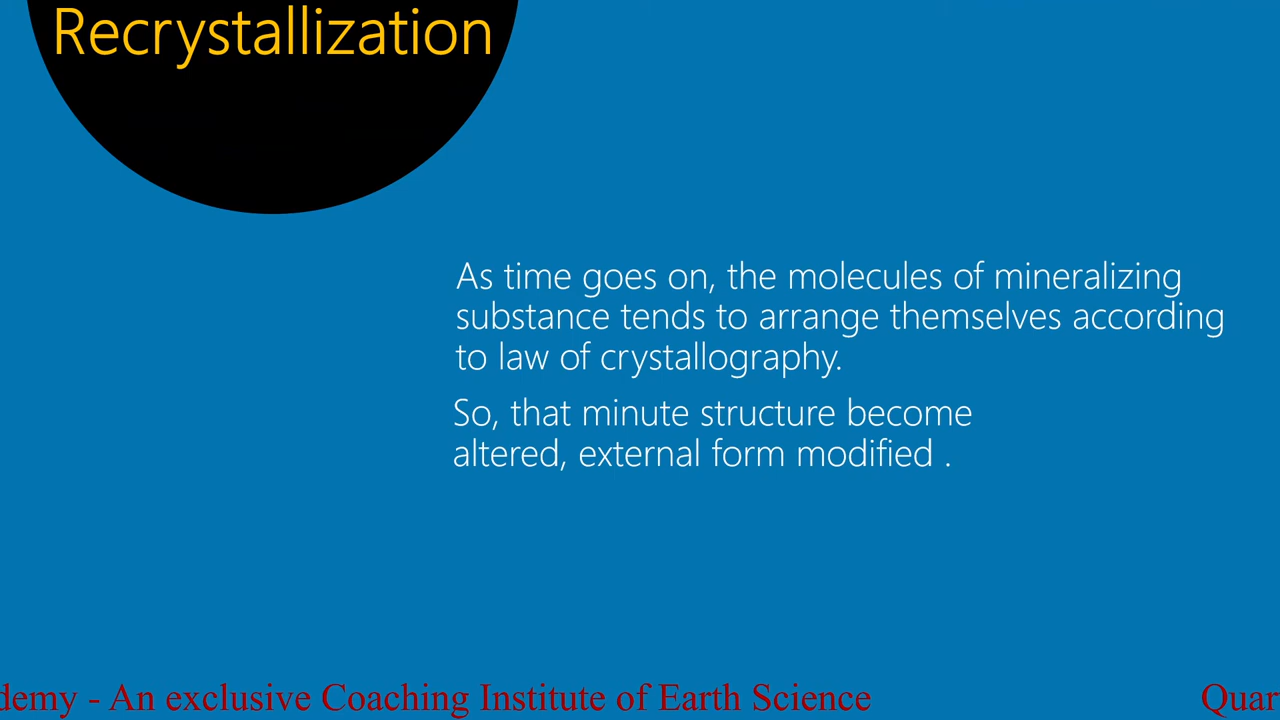 Recrystallization
As time goes on, the molecules of mineralizing
substance tends to arrange themselves according
to law of crystallography.
So, that minute structure become
altered, external form modified .
demy - An exclusive Coaching Institute of Earth Science
Quar